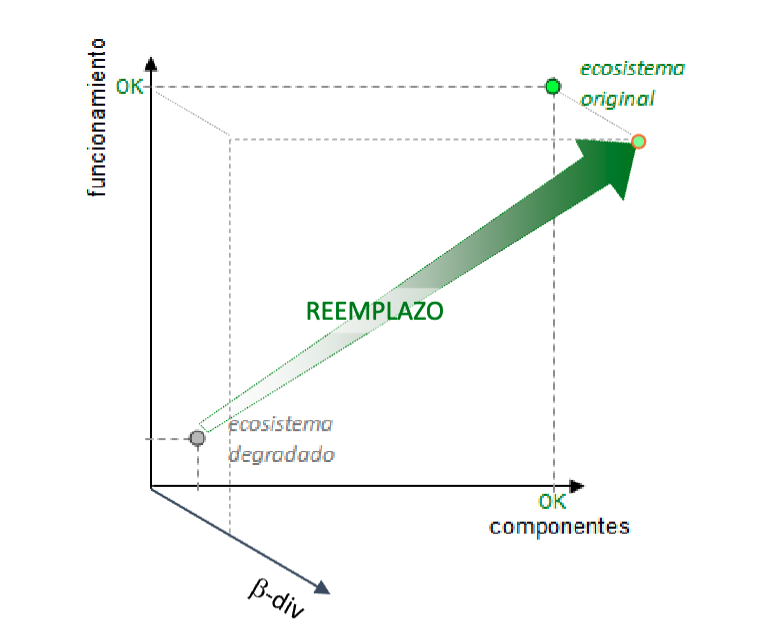 funcionamiento
OK
ecosistema
original
REEMPLAZO
ecosistema
degradado
OK
componentes
β-div